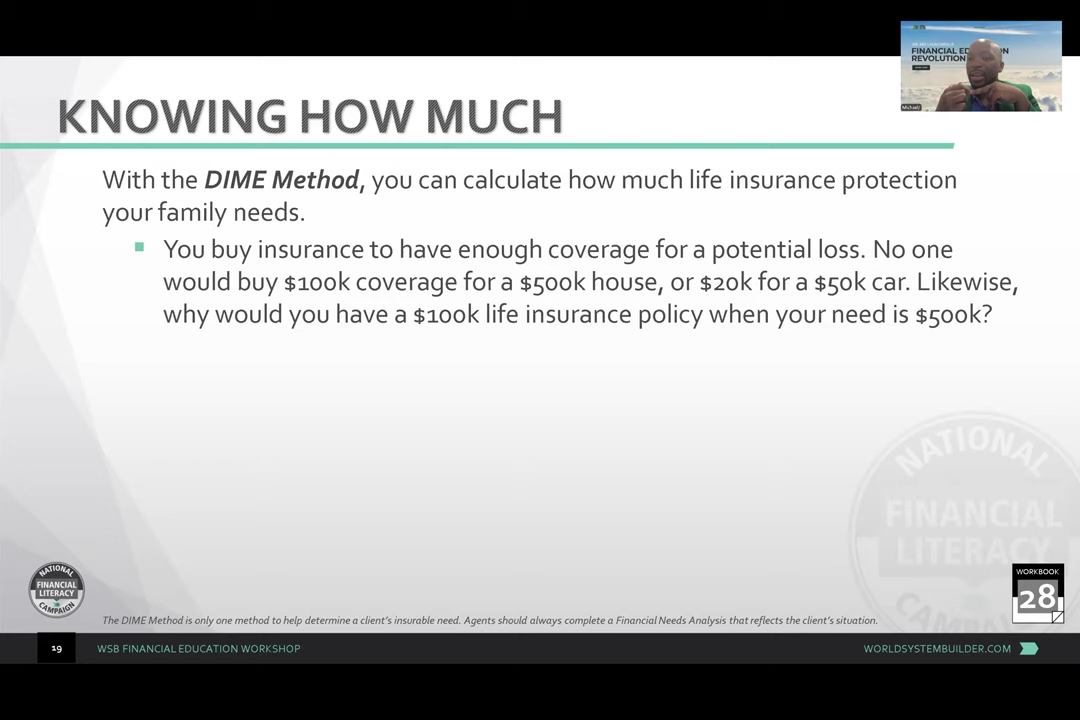 FINANCIAL EDUCATION
REVOLUTION
Michael
KNOWING HOW MUCH
With the DIME Method, you can calculate how much life insurance protection
your family needs.
You buy insurance to have enough coverage for a potential loss. No one
would buy $100k coverage for a $500k house, or $20k for a $50k car. Likewise,
why would you have a $100k life insurance policy when your need is $500k?
NATIONAL
FINANCIAL
LITERACY
CAMPAIGN
NATIONAL
FINANCIAL
LITERACY
CAMPAIGN
WORKBOOK
28
The DIME Method is only one method to help determine a client's insurable need. Agents should always complete a Financial Needs Analysis that reflects the client's situation.
19
WSB FINANCIAL EDUCATION WORKSHOP
WORLDSYSTEMBUILDER.COM